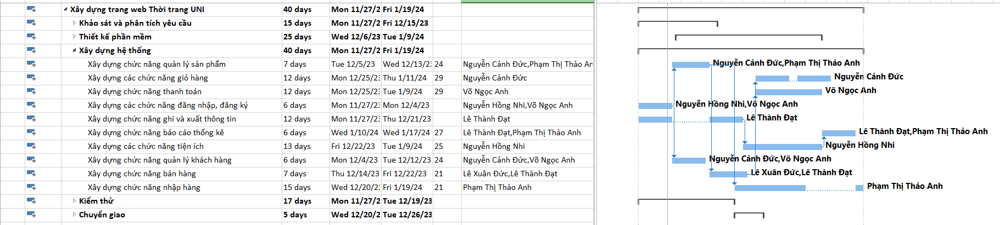 Xây dựng trang web Thời trang UNI 40 days Mon 11/27/2 Fri 1/19/24
Khảo sát và phân tích yêu cầu 15 days Mon 11/27/2 Fri 12/15/23
Thiết kế phần mềm 25 days Wed 12/6/23 Tue 1/9/24
Xây dựng hệ thống 40 days Mon 11/27/2 Fri 1/19/24
Xây dựng chức năng quản lý sản phẩm 7 days Tue 12/5/23 Wed 12/13/23 24 Nguyễn Cảnh Đức,Phạm Thị Thảo An Nguyễn Cảnh Đức,Phạm Thị Thảo Anh
Xây dựng các chức năng giỏ hàng 12 days Mon 12/25/23 Thu 1/11/24 29 Nguyễn Cảnh Đức Nguyễn Cảnh Đức
Xây dựng chức năng thanh toán 12 days Mon 12/25/23 Tue 1/9/24 29 Võ Ngọc Anh Võ Ngọc Anh
Xây dựng các chức năng đăng nhập, đăng ký 6 days Mon 11/27/23 Mon 12/4/23 Nguyễn Hồng Nhi,Võ Ngọc Anh Nguyễn Hồng Nhi,Võ Ngọc Anh
Xây dựng chức năng ghi và xuất thông tin 12 days Mon 11/27/23 Thu 12/21/23 Lê Thành Đạt Lê Thành Đạt
Xây dựng chức năng báo cáo thống kê 6 days Wed 1/10/24 Wed 1/17/24 27 Lê Thành Đạt,Phạm Thị Thảo Anh Lê Thành Đạt,Phạm Thị Thảo Anh
Xây dựng các chức năng tiện ích 13 days Fri 12/22/23 Tue 1/9/24 25 Nguyễn Hồng Nhi Nguyễn Hồng Nhi
Xây dựng chức năng quản lý khách hàng 6 days Mon 12/4/23 Tue 12/12/23 24 Nguyễn Cảnh Đức,Võ Ngọc Anh Nguyễn Cảnh Đức,Võ Ngọc Anh
Xây dựng chức năng bán hàng 7 days Thu 12/14/23 Fri 12/22/23 21 Lê Xuân Đức,Lê Thành Đạt Lê Xuân Đức,Lê Thành Đạt
Xây dựng chức năng nhập hàng 15 days Wed 12/20/23 Fri 1/19/24 21 Phạm Thị Thảo Anh Phạm Thị Thảo Anh
Kiểm thử 17 days Mon 11/27/2 Tue 12/19/23
Chuyển giao 5 days Wed 12/20/2 Tue 12/26/23